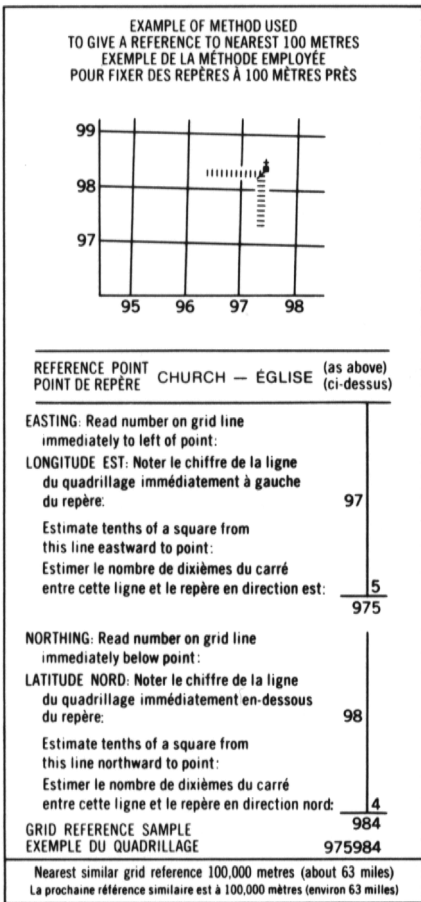 EXAMPLE OF METHOD USED
TO GIVE A REFERENCE TO NEAREST 100 METRES
EXEMPLE DE LA MÉTHODE EMPLOYÉE
POUR FIXER DES REPÈRES À 100 MÈTRES PRÈS
99
98
97
95 96 97 98
REFERENCE POINT
POINT DE REPÈRE
CHURCH — ÉGLISE
(as above)
(ci-dessus)
EASTING: Read number on grid line
immediately to left of point:
LONGITUDE EST: Noter le chiffre de la ligne
du quadrillage immédiatement à gauche
du repère: 97
Estimate tenths of a square from
this line eastward to point:
Estimer le nombre de dixièmes du carré
entre cette ligne et le repère en direction est: 5
975
NORTHING: Read number on grid line
immediately below point:
LATITUDE NORD: Noter le chiffre de la ligne
du quadrillage immédiatement en-dessous
du repère: 98
Estimate tenths of a square from
this line northward to point:
Estimer le nombre de dixièmes du carré
entre cette ligne et le repère en direction nord: 4
984
GRID REFERENCE SAMPLE
EXEMPLE DU QUADRILLAGE 975984
Nearest similar grid reference 100,000 metres (about 63 miles)
La prochaine référence similaire est à 100,000 mètres (environ 63 milles)